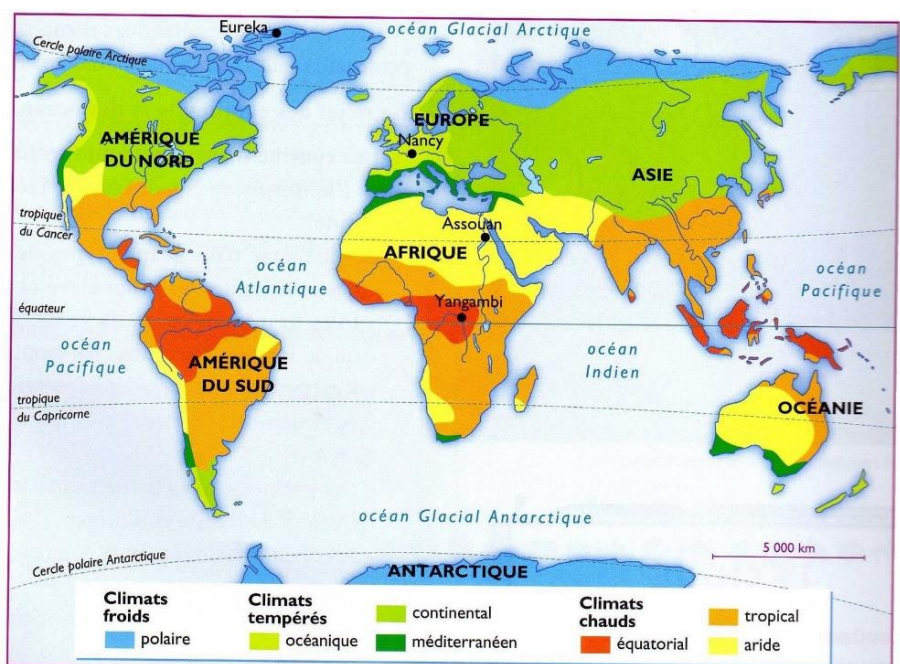 Eureka
océan Glacial Arctique
Cercle polaire Arctique
AMÉRIQUE
DU NORD
EUROPE
Nancy
ASIE
tropique
du Cancer
Assouan
AFRIQUE
océan
Atlantique
océan
Pacifique
équateur
Yangambi
océan
Pacifique
AMÉRIQUE
DU SUD
océan
Indien
tropique
du Capricorne
OCÉANIE
océan Glacial Antarctique
5 000 km
Cercle polaire Antarctique
ANTARCTIQUE
Climats
froids
polaire
Climats
tempérés
océanique
continental
méditerranéen
Climats
chauds
équatorial
tropical
aride